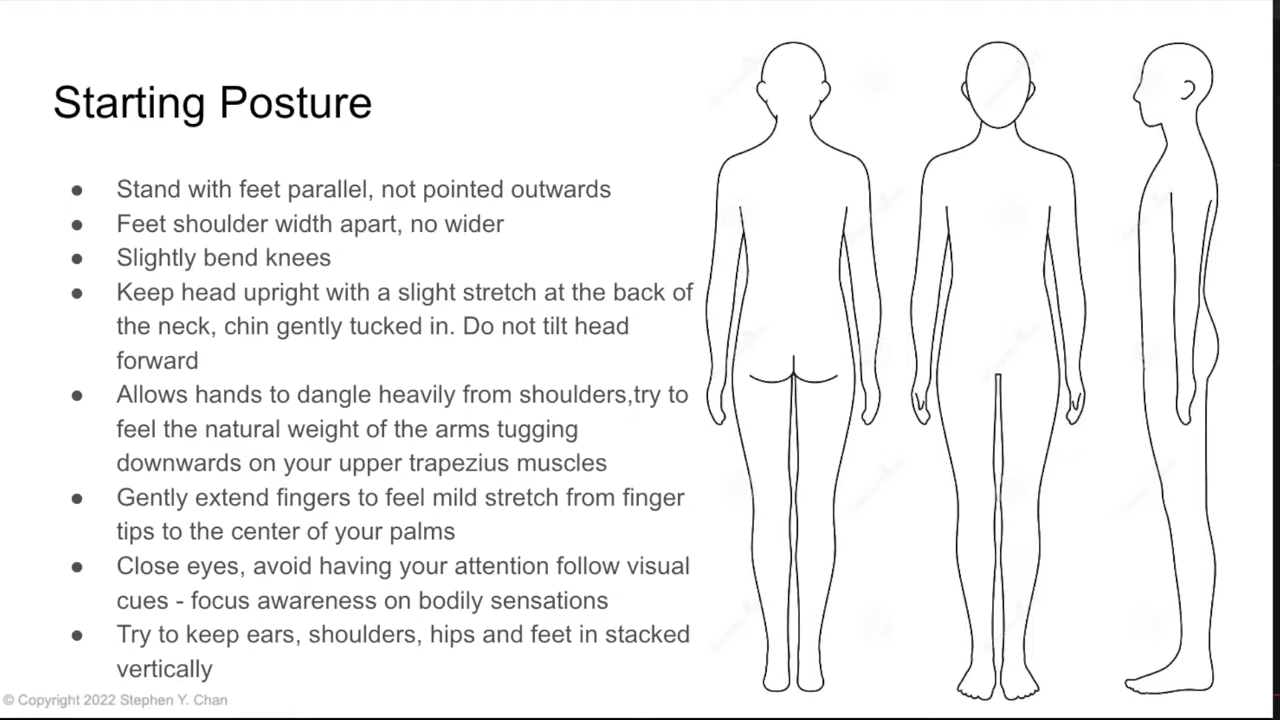 Starting Posture
● Stand with feet parallel, not pointed outwards
● Feet shoulder width apart, no wider
● Slightly bend knees
● Keep head upright with a slight stretch at the back of
the neck, chin gently tucked in. Do not tilt head
forward
● Allows hands to dangle heavily from shoulders,try to
feel the natural weight of the arms tugging
downwards on your upper trapezius muscles
● Gently extend fingers to feel mild stretch from finger
tips to the center of your palms
● Close eyes, avoid having your attention follow visual
cues - focus awareness on bodily sensations
● Try to keep ears, shoulders, hips and feet in stacked
vertically
© Copyright 2022 Stephen Y. Chan